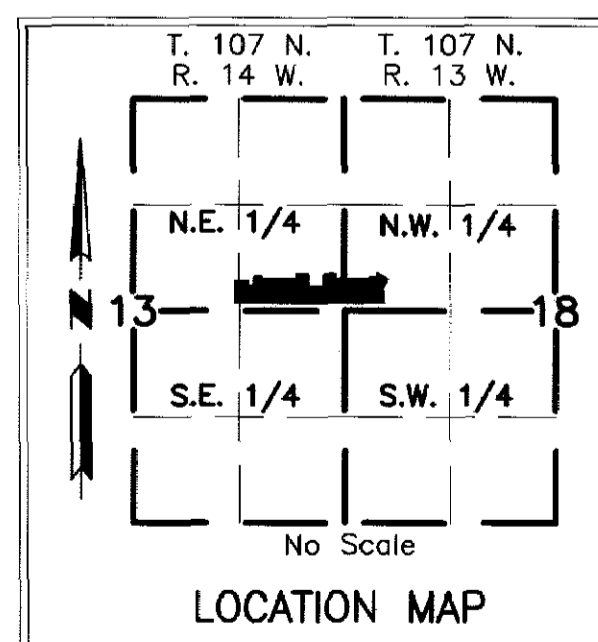 T. 107 N. T. 107 N.
R. 14 W. R. 13 W.
N.E. 1/4 N.W. 1/4
N 13 18
S.E. 1/4 S.W. 1/4
No Scale
LOCATION MAP